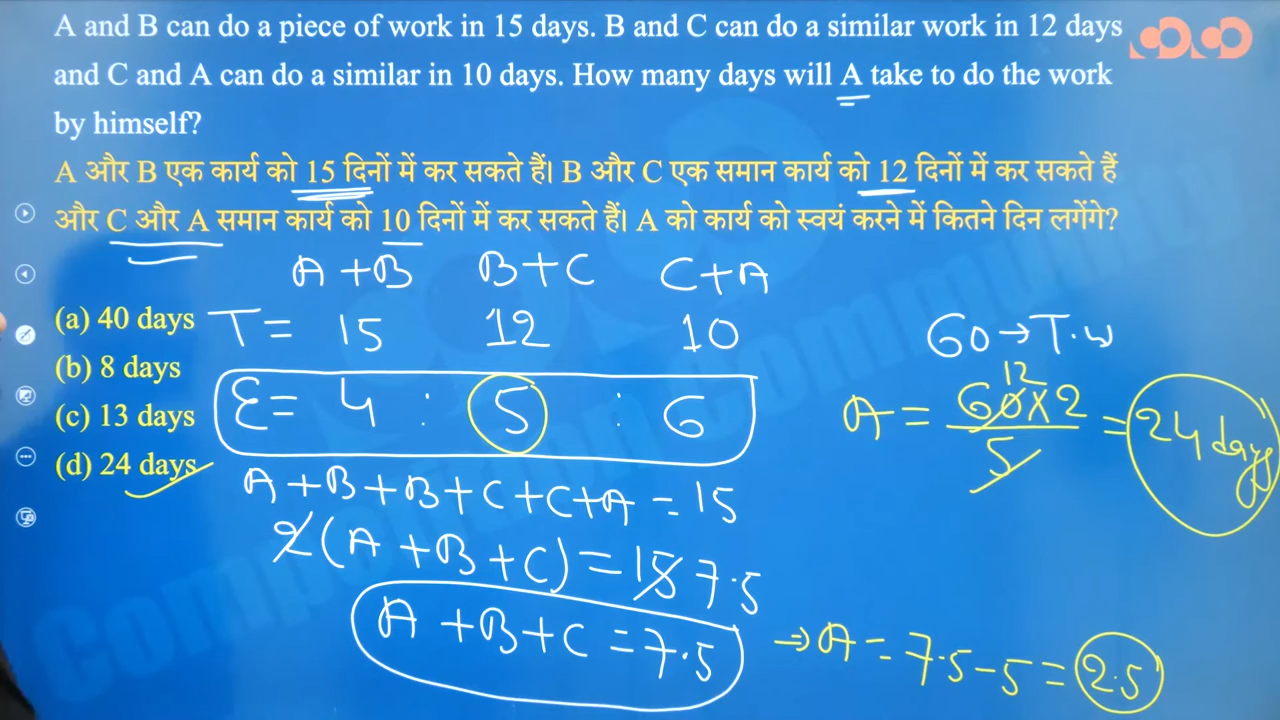 A and B can do a piece of work in 15 days. B and C can do a similar work in 12 days
and C and A can do a similar in 10 days. How many days will A take to do the work
by himself?
A और B एक कार्य को 15 दिनों में कर सकते हैं। B और C एक समान कार्य को 12 दिनों में कर सकते हैं
और C और A समान कार्य को 10 दिनों में कर सकते हैं। A को कार्य को स्वयं करने में कितने दिन लगेंगे?
(a) 40 days
(b) 8 days
(c) 13 days
(d) 24 days
A+B B+C C+A
T= 15 12 10
E= 4 : 5 : 6
A+B+B+C+C+A=15
2(A+B+C)=15 7.5
A+B+C=7.5
60→T.W
12
A = 60×2 = 24 days
5
⇒A=7.5-5=2.5
Competition Community